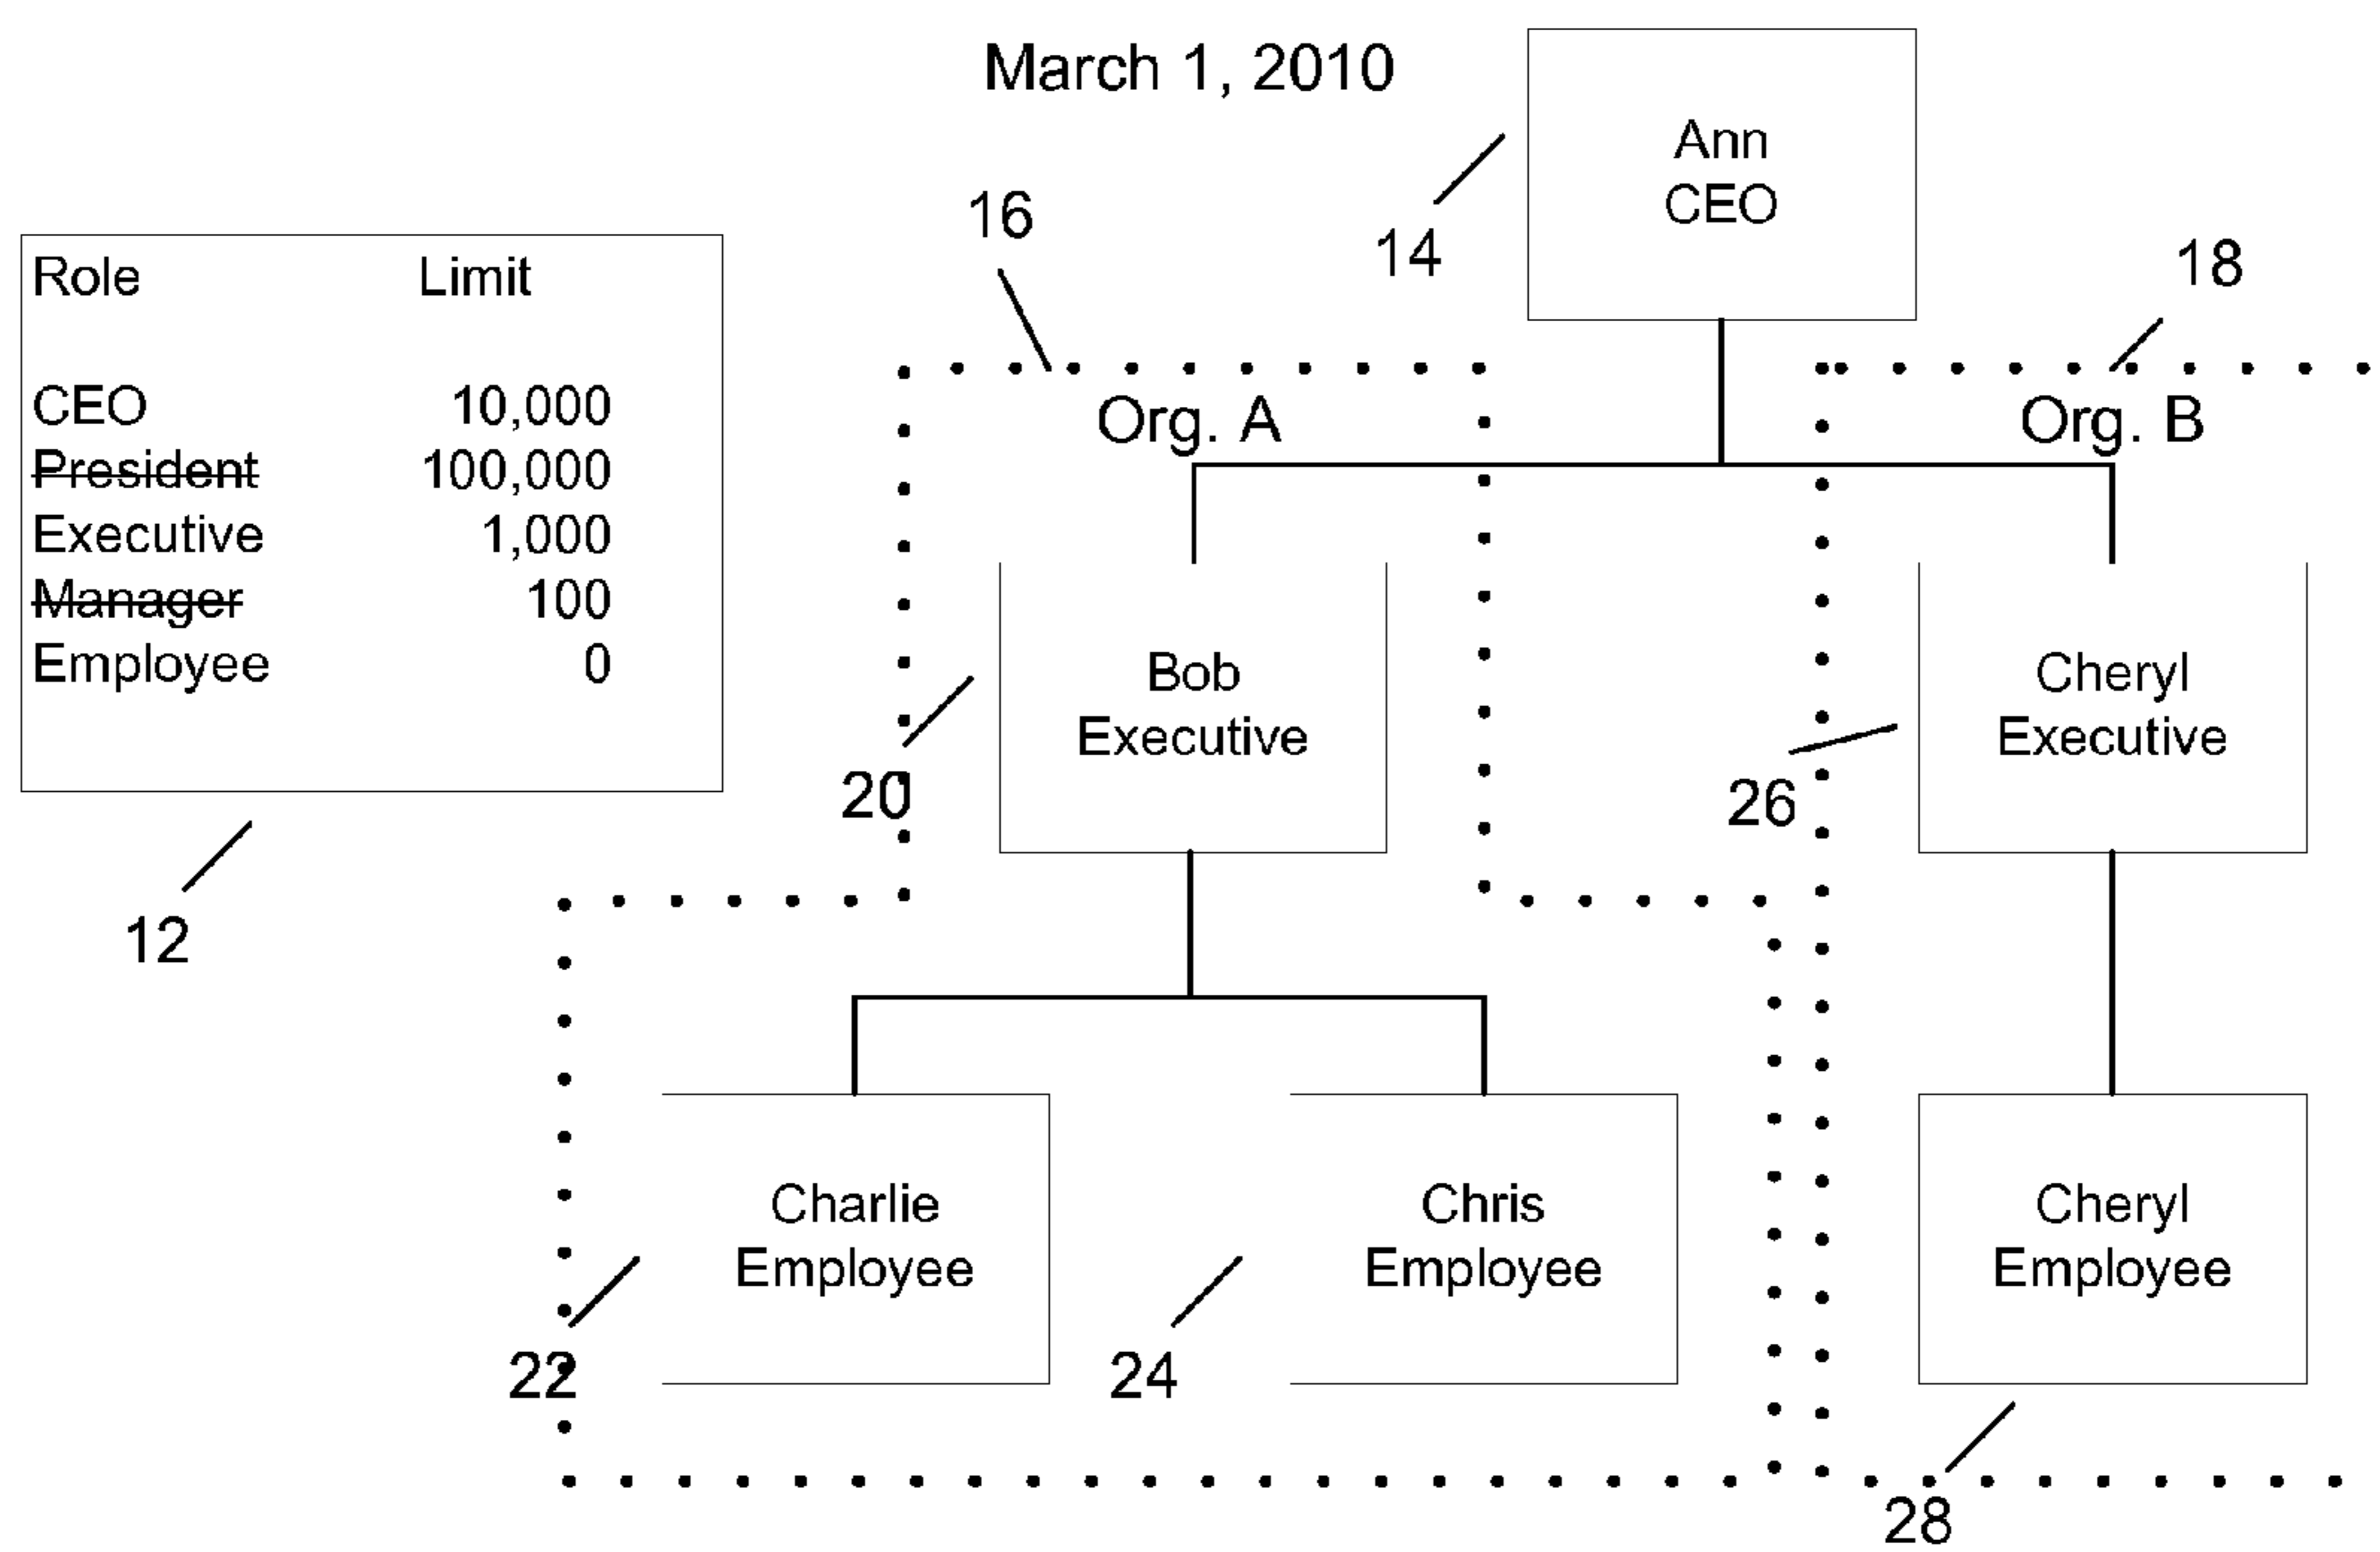 March 1, 2010
Ann
CEO
14
16
18
Role Limit
CEO 10,000
President 100,000
Executive 1,000
Manager 100
Employee 0
12
Org. A
Org. B
Bob
Executive
20
Cheryl
Executive
26
Charlie
Employee
22
Chris
Employee
24
Cheryl
Employee
28